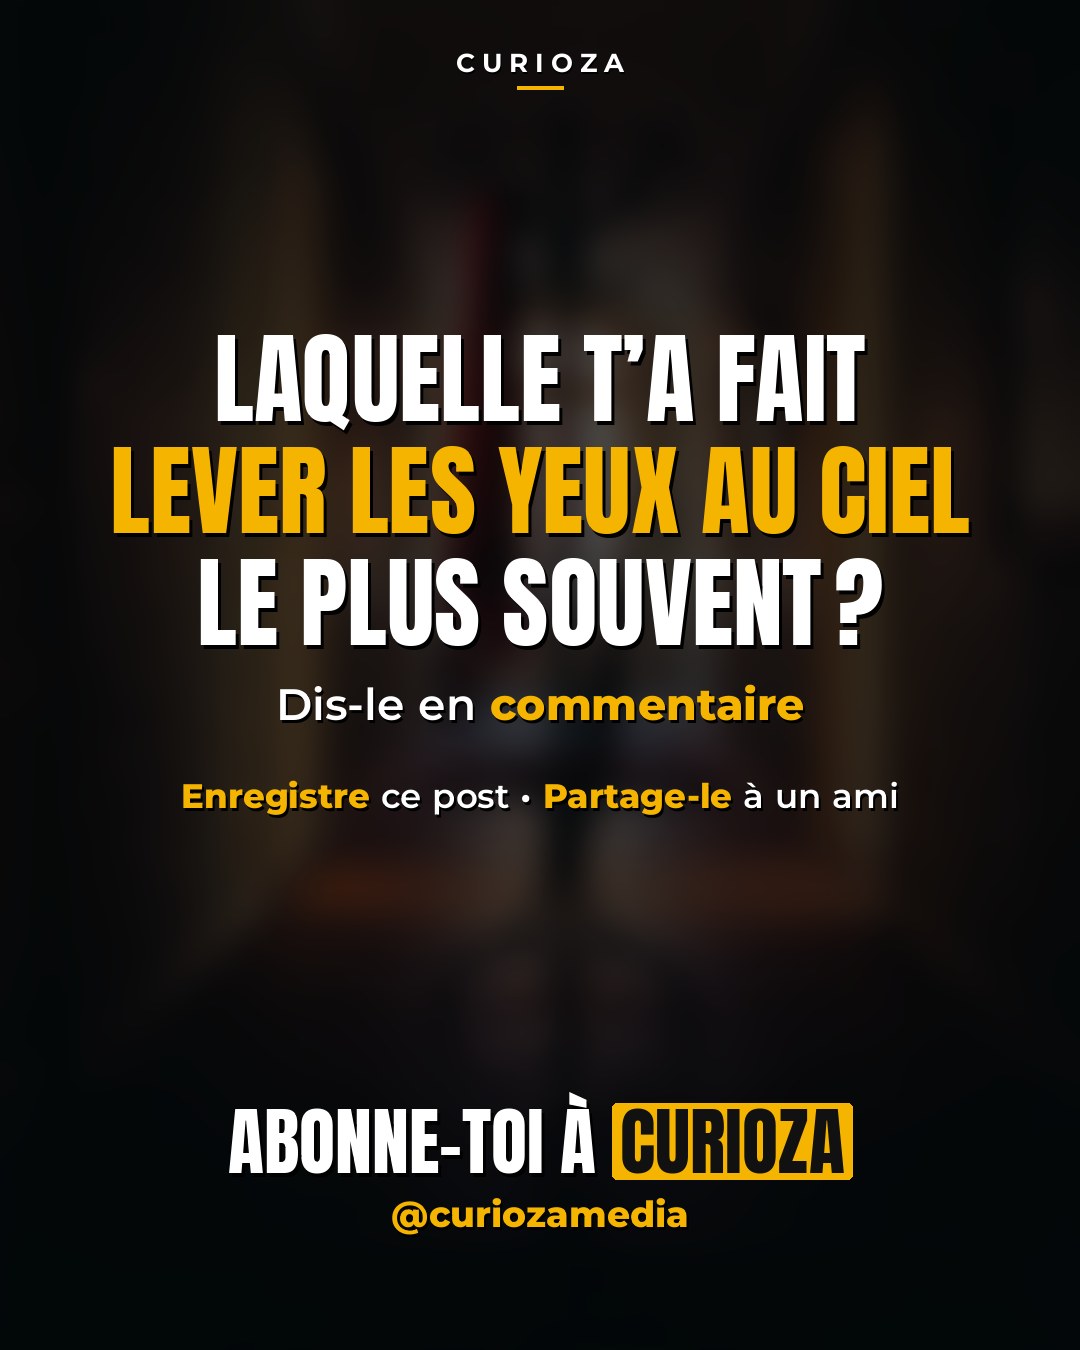 CURIOZA
LAQUELLE T’A FAIT
LEVER LES YEUX AU CIEL
LE PLUS SOUVENT ?
Dis-le en commentaire
Enregistre ce post • Partage-le à un ami
ABONNE-TOI À CURIOZA
@curiozamedia